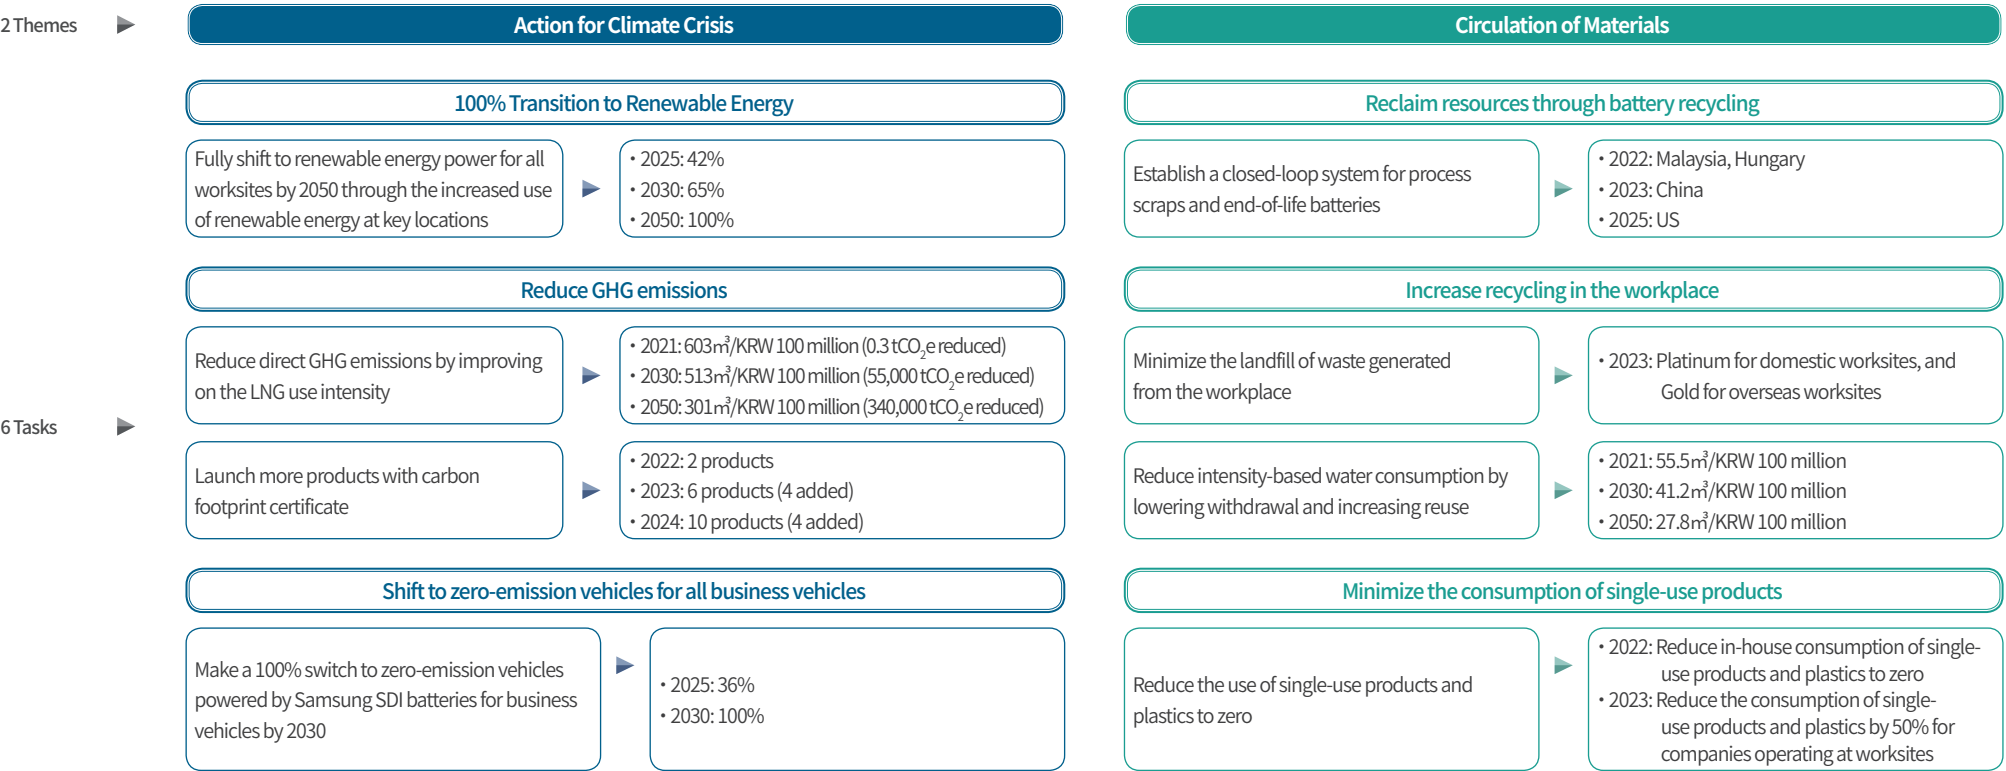 2 Themes
Action for Climate Crisis
Circulation of Materials
6 Tasks
100% Transition to Renewable Energy
Fully shift to renewable energy power for all
worksites by 2050 through the increased use
of renewable energy at key locations
• 2025: 42%
• 2030: 65%
• 2050: 100%
Reduce GHG emissions
Reduce direct GHG emissions by improving
on the LNG use intensity
• 2021: 603㎥/KRW 100 million (0.3 tCO₂e reduced)
• 2030: 513㎥/KRW 100 million (55,000 tCO₂e reduced)
• 2050: 301㎥/KRW 100 million (340,000 tCO₂e reduced)
Launch more products with carbon
footprint certificate
• 2022: 2 products
• 2023: 6 products (4 added)
• 2024: 10 products (4 added)
Shift to zero-emission vehicles for all business vehicles
Make a 100% switch to zero-emission vehicles
powered by Samsung SDI batteries for business
vehicles by 2030
• 2025: 36%
• 2030: 100%
Reclaim resources through battery recycling
Establish a closed-loop system for process
scraps and end-of-life batteries
• 2022: Malaysia, Hungary
• 2023: China
• 2025: US
Increase recycling in the workplace
Minimize the landfill of waste generated
from the workplace
• 2023: Platinum for domestic worksites, and
Gold for overseas worksites
Reduce intensity-based water consumption by
lowering withdrawal and increasing reuse
• 2021: 55.5㎥/KRW 100 million
• 2030: 41.2㎥/KRW 100 million
• 2050: 27.8㎥/KRW 100 million
Minimize the consumption of single-use products
Reduce the use of single-use products and
plastics to zero
• 2022: Reduce in-house consumption of single-
use products and plastics to zero
• 2023: Reduce the consumption of single-
use products and plastics by 50% for
companies operating at worksites